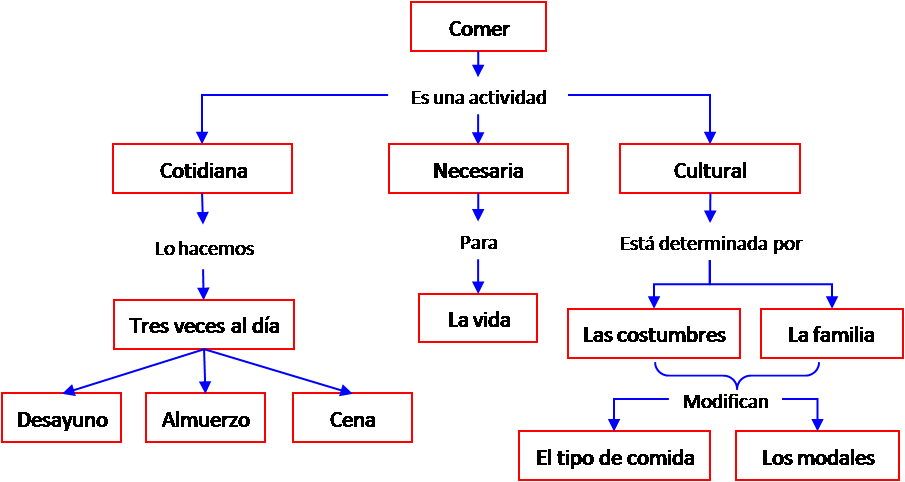 Comer
Es una actividad
Cotidiana
Necesaria
Cultural
Lo hacemos
Para
Está determinada por
Tres veces al día
La vida
Las costumbres
La familia
Desayuno
Almuerzo
Cena
Modifican
El tipo de comida
Los modales